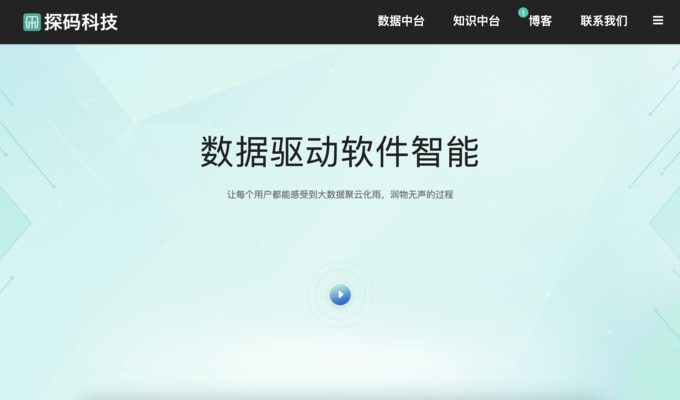 探码科技
数据中台 知识中台 博客 联系我们
数据驱动软件智能
让每个用户都能感受到大数据聚云化雨，润物无声的过程